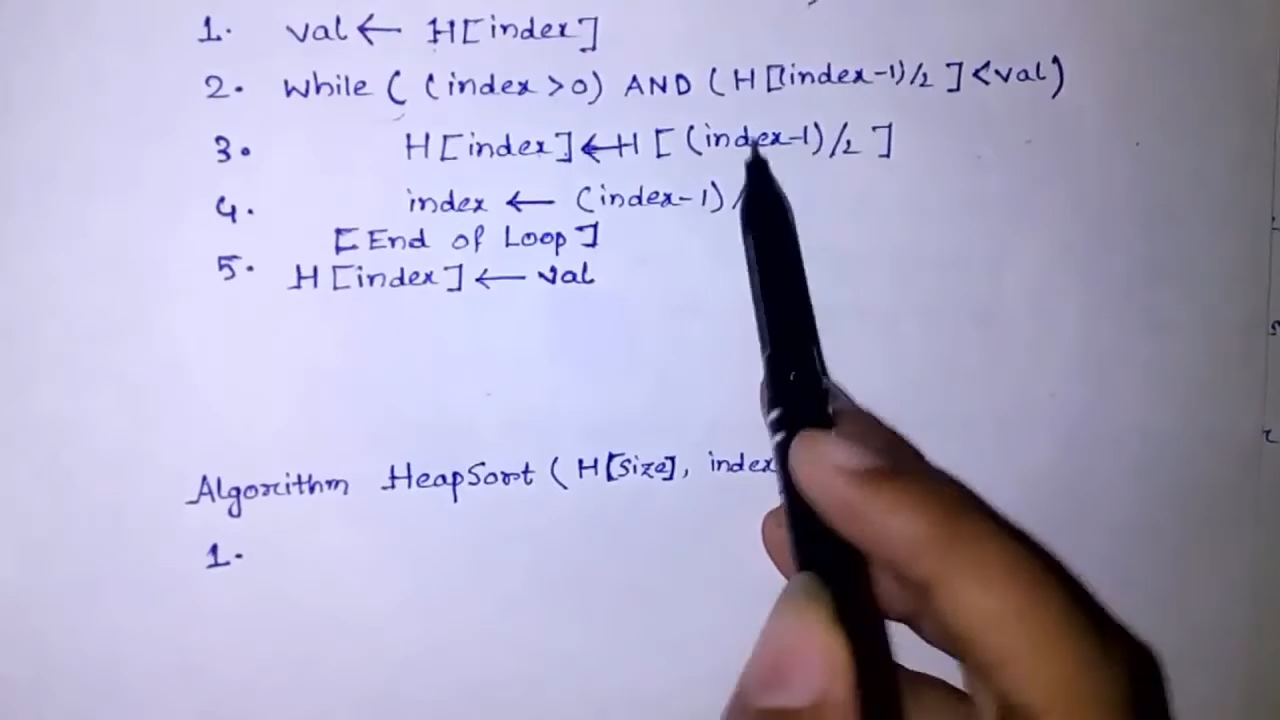 1. val ← H[index]
2. While ( (index >0) AND (H[(index-1)/2 ] <val)
3. H[index] ← H [ (index-1)/2 ]
4. index ← (index-1)/
[End of Loop]
5. H[index] ← val
Algorithm HeapSort ( H[Size], index
1.